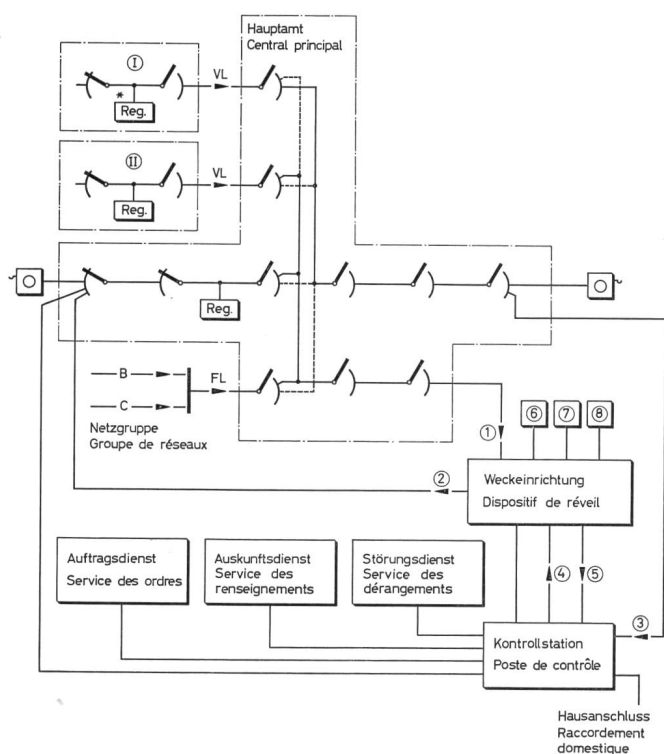 Hauptamt
Central principal
I
VL
*
Reg.
II
VL
Reg.
Reg.
B
FL
C
Netzgruppe
Groupe de réseaux
1
6
7
8
2
Weckeinrichtung
Dispositif de réveil
Auftragsdienst
Service des ordres
Auskunftsdienst
Service des
renseignements
Störungsdienst
Service des
dérangements
4
5
3
Kontrollstation
Poste de contrôle
Hausanschluss
Raccordement
domestique